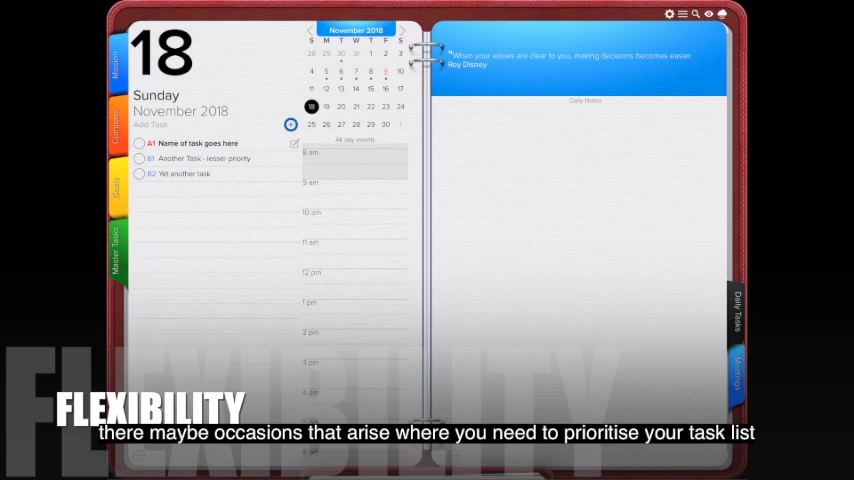 18
Sunday
November 2018
Add Task
A1 Name of task goes here
B1 Another Task - lesser priority
B2 Yet another task
November 2018
S M T W T F S
28 29 30 31 1 2 3
4 5 6 7 8 9 10
11 12 13 14 15 16 17
18 19 20 21 22 23 24
25 26 27 28 29 30 1
All day events
8 am
9 am
10 am
11 am
12 pm
1 pm
2 pm
3 pm
4 pm
"When your values are clear to you, making decisions becomes easier.
Roy Disney
Daily Notes
Mission
Compass
Goals
Master Tasks
Daily Tasks
Meetings
FLEXIBILITY
FLEXIBILITY
there maybe occasions that arise where you need to prioritise your task list